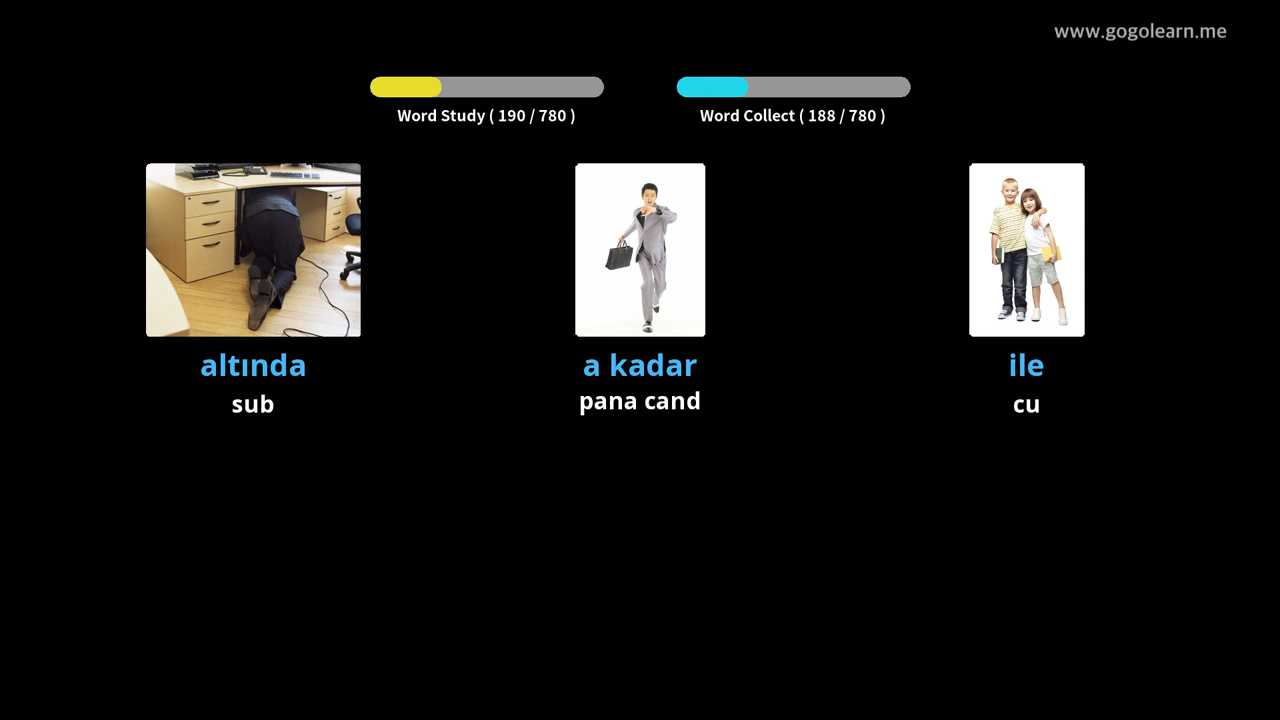 www.gogolearn.me
Word Study ( 190 / 780 )
Word Collect ( 188 / 780 )
altında
a kadar
ile
sub
pana cand
cu